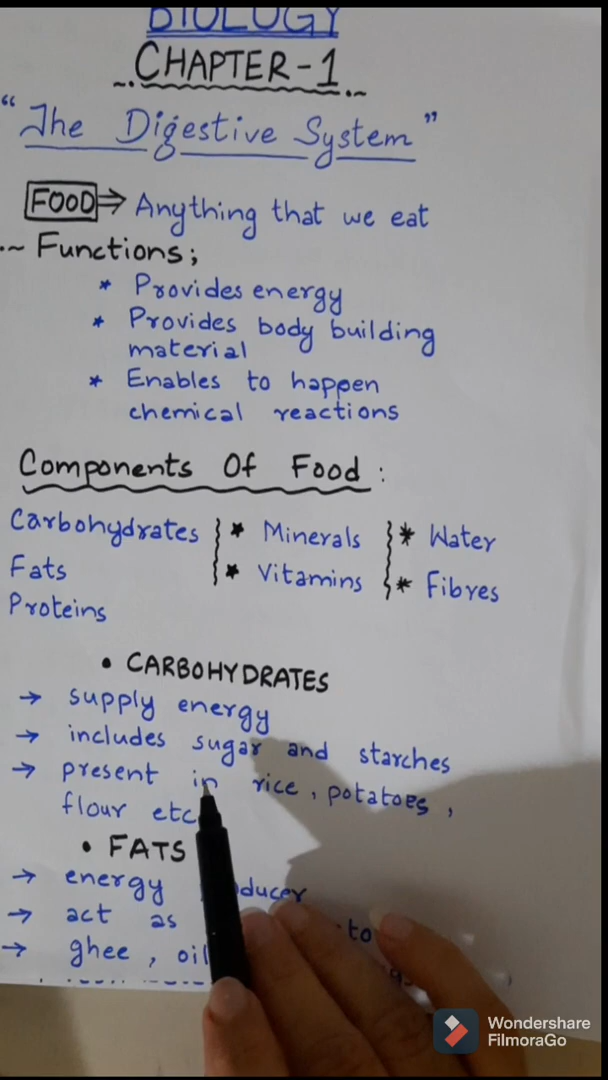 BIOLOGY
CHAPTER-1
"The Digestive System"
FOOD ⇒ Anything that we eat
~ Functions;
* Provides energy
* Provides body building
material
* Enables to happen
chemical reactions
Components Of Food :
Carbohydrates * Minerals * Water
Fats * Vitamins * Fibres
Proteins
• CARBOHYDRATES
→ supply energy
→ includes sugar and starches
→ present in rice, potatoes,
flour etc
• FATS
→ energy
→ act as to
→ ghee, oil
Wondershare
FilmoraGo